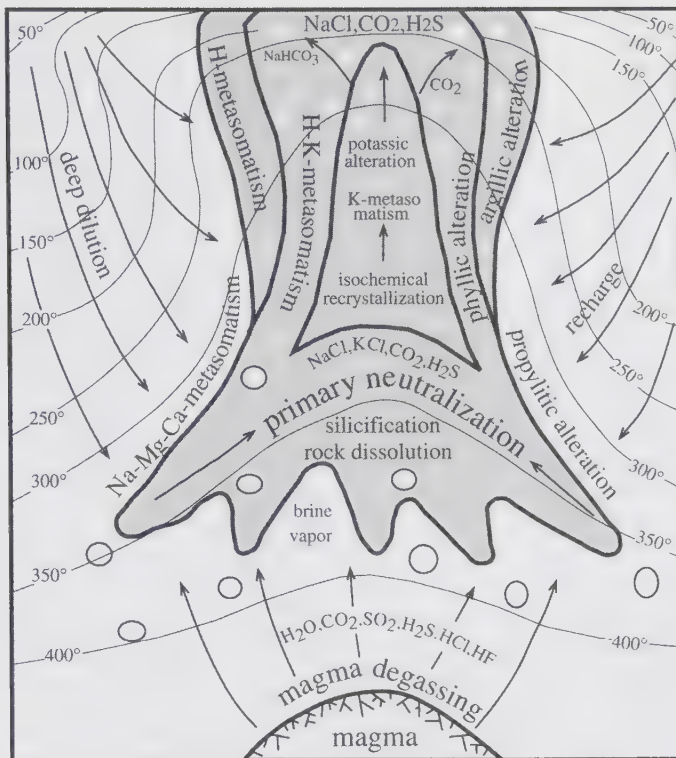 NaCl,CO2,H2S
50°
50°
100°
150°
NaHCO3
CO2
H-metasomatism
H-K-metasomatism
potassic
alteration
K-metaso
matism
isochemical
recrystallization
phyllic alteration
argillic alteration
100°
deep dilution
150°
200°
recharge
200°
250°
250°
Na-Mg-Ca-metasomatism
NaCl,KCl,CO2,H2S
primary neutralization
propylitic alteration
silicification
rock dissolution
300°
300°
brine
vapor
350°
350°
H2O.CO2.SO2.H2S.HCl.HF
400°
400°
magma degassing
magma